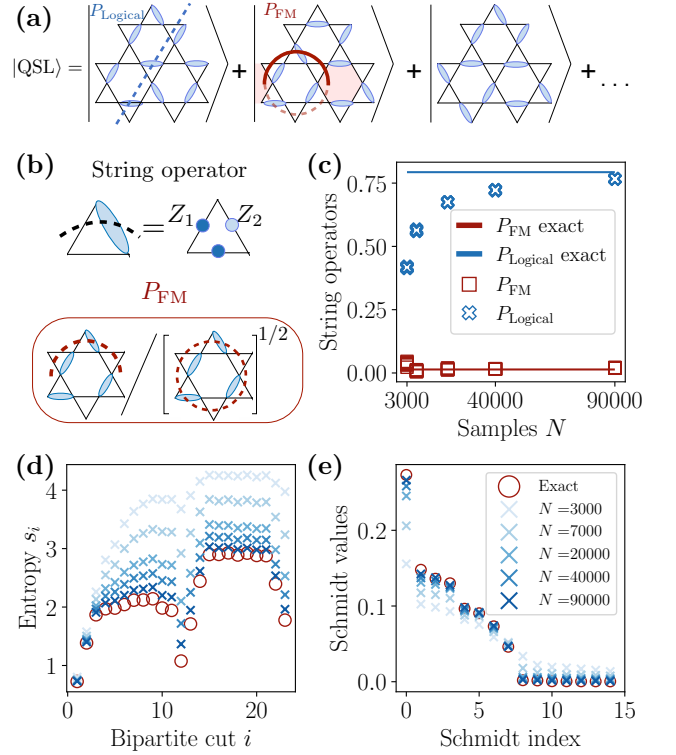 (a)
P_Logical
P_FM
|QSL⟩ =
+
+
+ ...
(b)
String operator
=
Z_1
Z_2
P_FM
/
[ ]^{1/2}
(c)
String operators
0.75
0.50
0.25
0.00
P_FM exact
P_Logical exact
P_FM
P_Logical
3000
40000
90000
Samples N
(d)
Entropy s_i
4
3
2
1
0
10
20
Bipartite cut i
(e)
Schmidt values
0.2
0.1
0.0
Exact
N =3000
N =7000
N =20000
N =40000
N =90000
0
5
10
15
Schmidt index